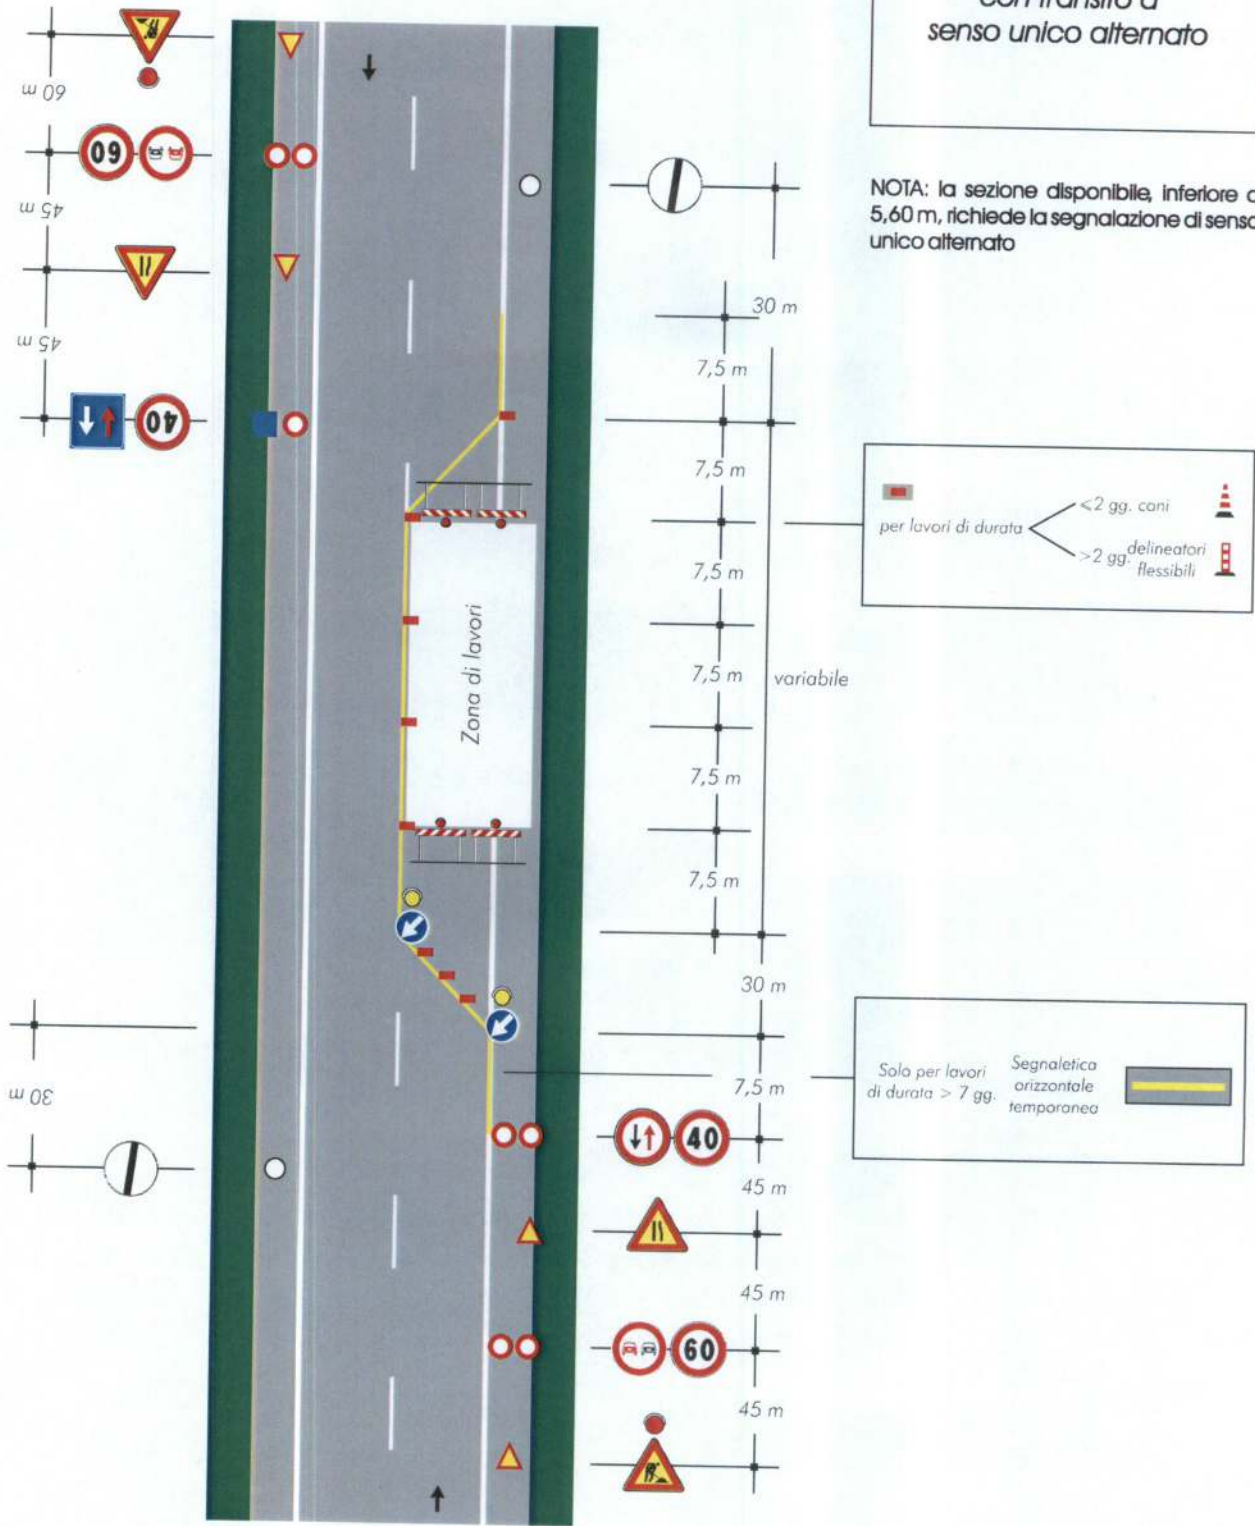 con transito a
senso unico alternato
NOTA: la sezione disponibile, inferiore a
5,60 m, richiede la segnalazione di senso
unico alternato
60 m
60
45 m
45 m
40
30 m
7,5 m
7,5 m
7,5 m
7,5 m
7,5 m
7,5 m
variabile
30 m
7,5 m
per lavori di durata
<2 gg. coni
>2 gg. delineatori
flessibili
Zona di lavori
Solo per lavori
di durata > 7 gg.
Segnaletica
orizzontale
temporanea
30 m
40
45 m
45 m
60
45 m